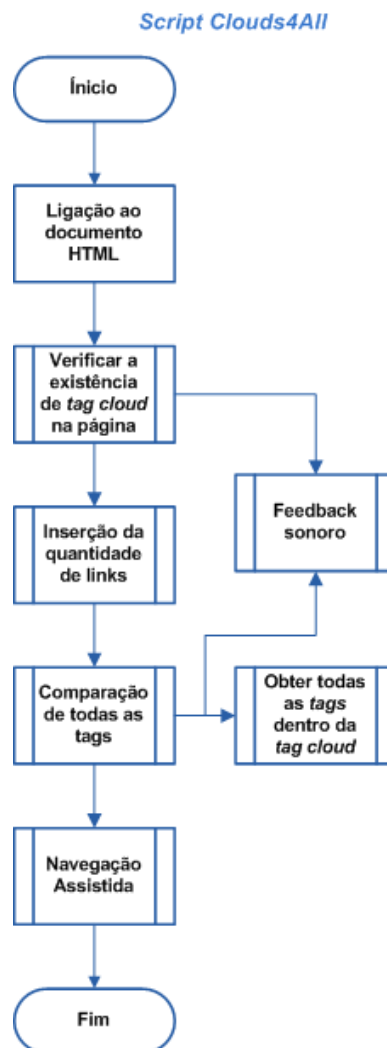 Script Clouds4All
Ínicio
Ligação ao
documento
HTML
Verificar a
existência
de tag cloud
na página
Feedback
sonoro
Inserção da
quantidade
de links
Comparação
de todas as
tags
Obter todas
as tags
dentro da
tag cloud
Navegação
Assistida
Fim